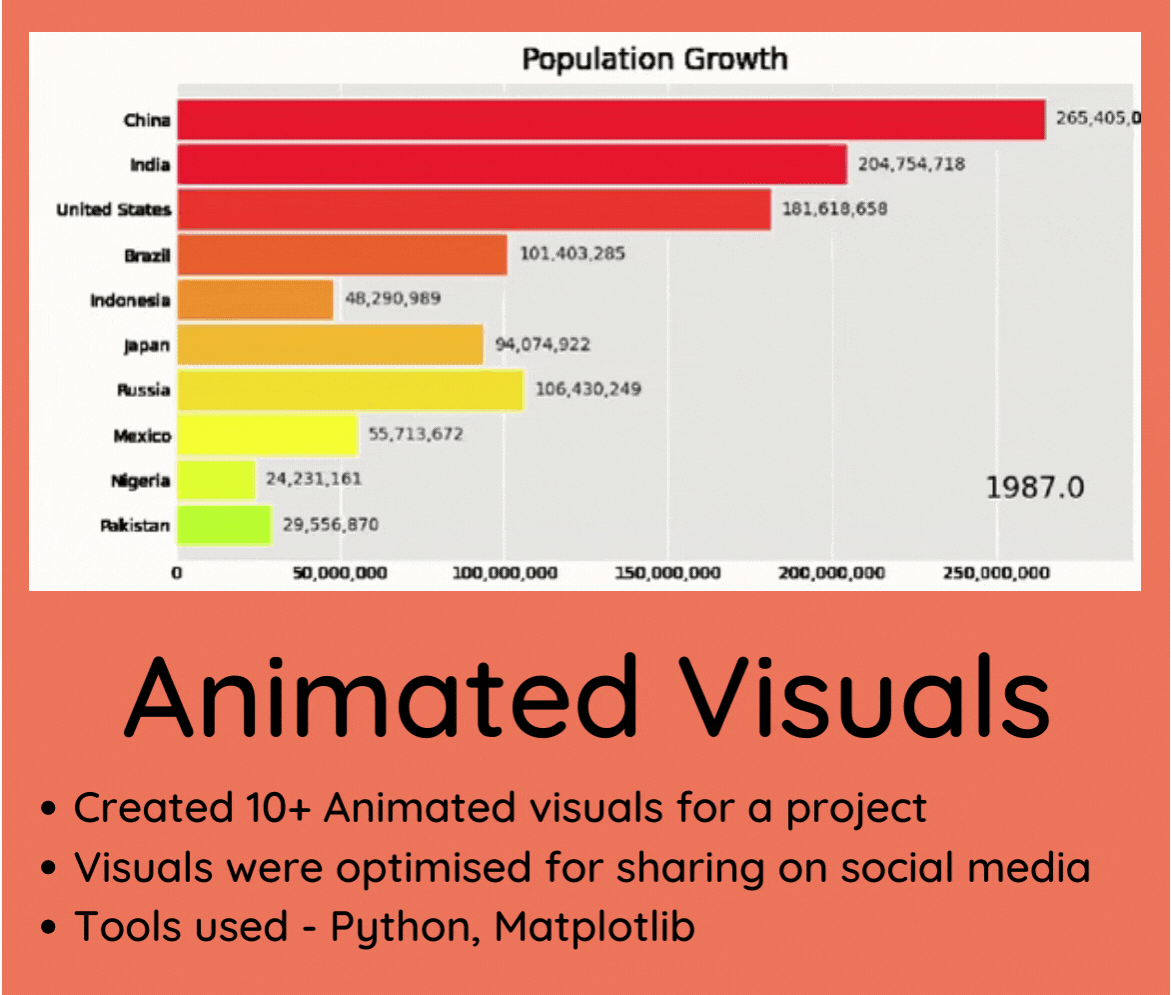 Population Growth
China 265,405,0
India 204,754,718
United States 181,618,658
Brazil 101,403,285
Indonesia 48,290,989
Japan 94,074,922
Russia 106,430,249
Mexico 55,713,672
Nigeria 24,231,161
1987.0
Pakistan 29,556,870
0 50,000,000 100,000,000 150,000,000 200,000,000 250,000,000
Animated Visuals
• Created 10+ Animated visuals for a project
• Visuals were optimised for sharing on social media
• Tools used - Python, Matplotlib